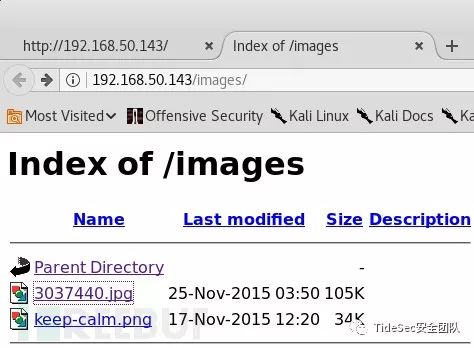 http://192.168.50.143/ × Index of /images × +
192.168.50.143/images/
Most Visited Offensive Security Kali Linux Kali Docs Ka
Index of /images
Name Last modified Size Description
Parent Directory -
3037440.jpg 25-Nov-2015 03:50 105K
keep-calm.png 17-Nov-2015 12:20 34K
REEBUF
TideSec安全团队